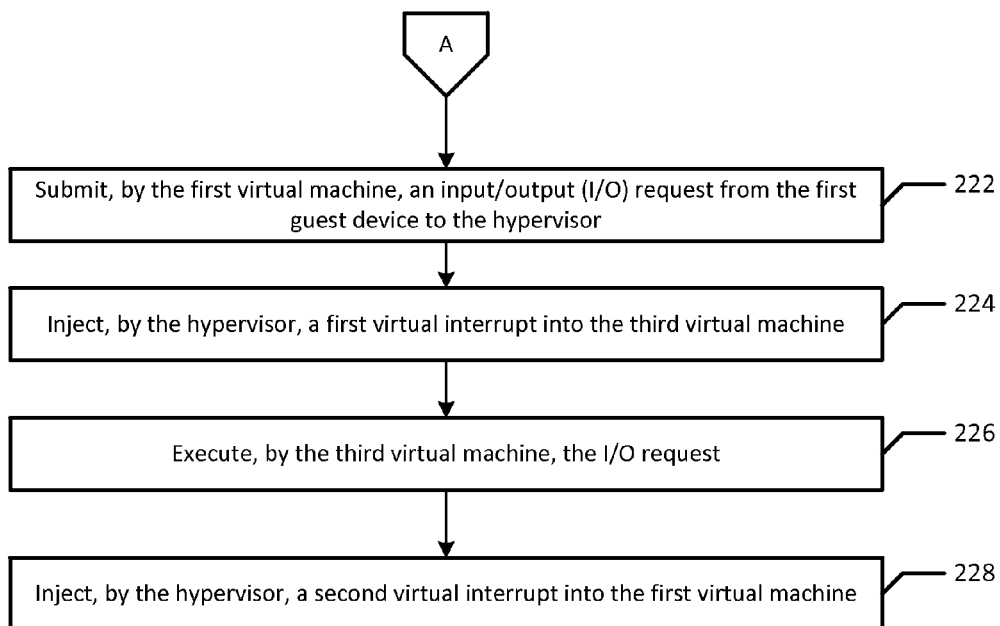 A
Submit, by the first virtual machine, an input/output (I/O) request from the first
guest device to the hypervisor
222
Inject, by the hypervisor, a first virtual interrupt into the third virtual machine
224
Execute, by the third virtual machine, the I/O request
226
Inject, by the hypervisor, a second virtual interrupt into the first virtual machine
228